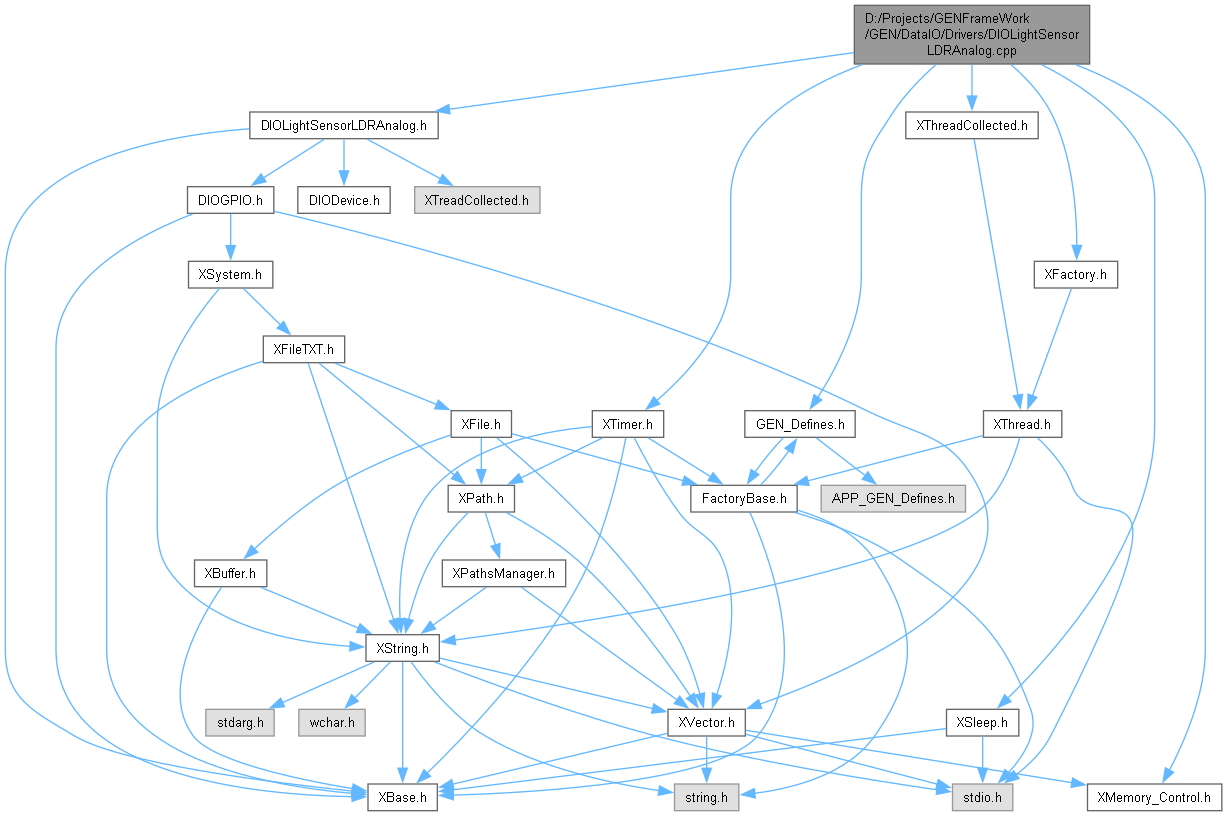 D:/Projects/GENFrameWork
/GEN/DataIO/Drivers/DIOLightSensor
LDRAnalog.cpp
DIOLightSensorLDRAnalog.h
XThreadCollected.h
DIOGPIO.h
DIODevice.h
XTreadCollected.h
XSystem.h
XFactory.h
XFileTXT.h
XFile.h
XTimer.h
GEN_Defines.h
XThread.h
XPath.h
FactoryBase.h
APP_GEN_Defines.h
XBuffer.h
XPathsManager.h
XString.h
stdarg.h
wchar.h
XVector.h
XSleep.h
XBase.h
string.h
stdio.h
XMemory_Control.h